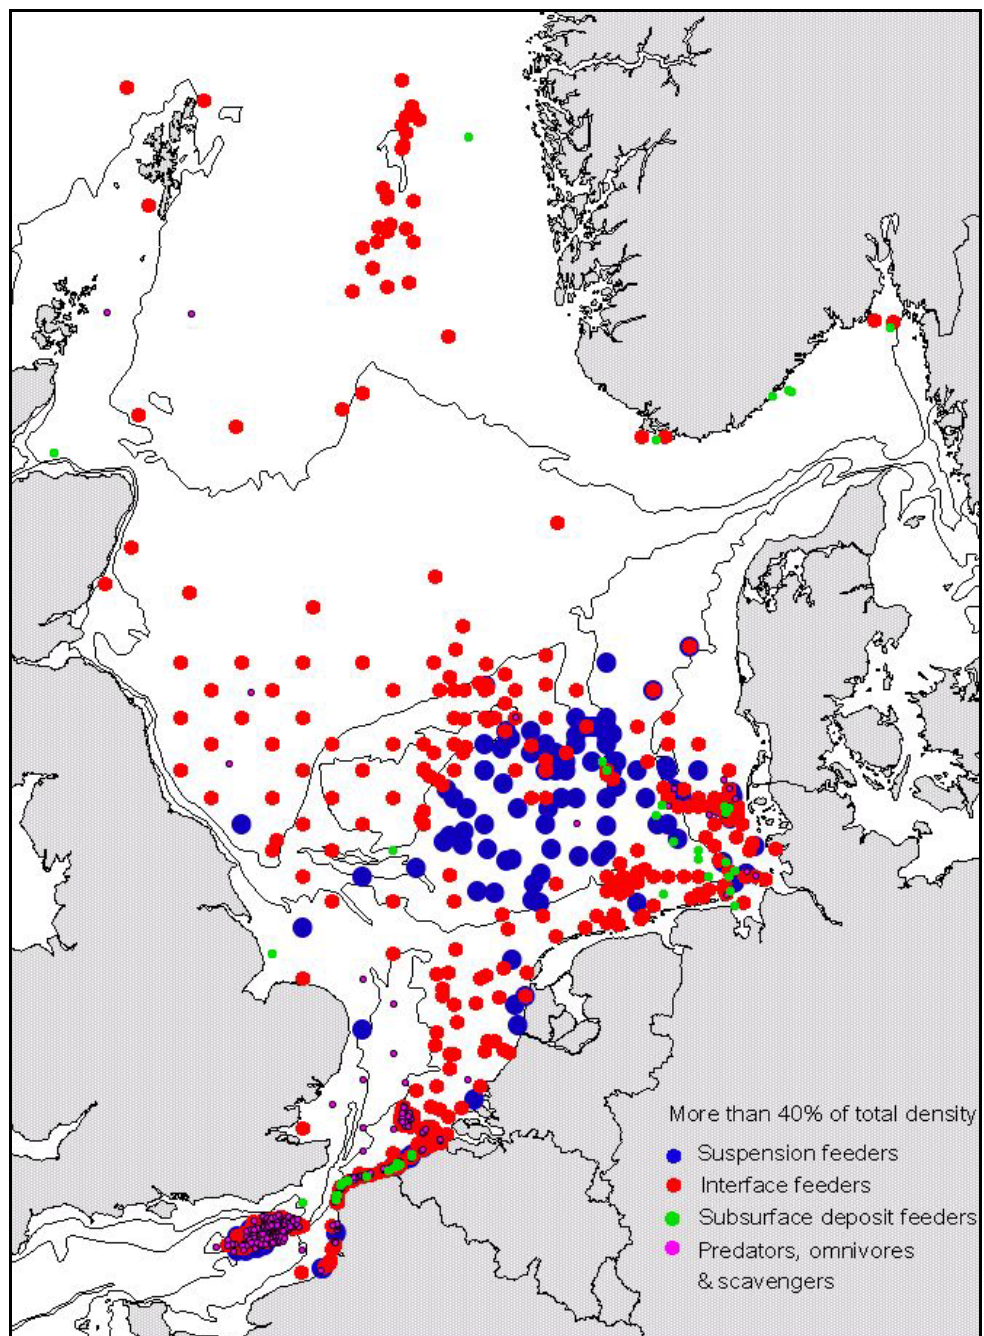 More than 40% of total density
Suspension feeders
Interface feeders
Subsurface deposit feeders
Predators, omnivores
& scavengers